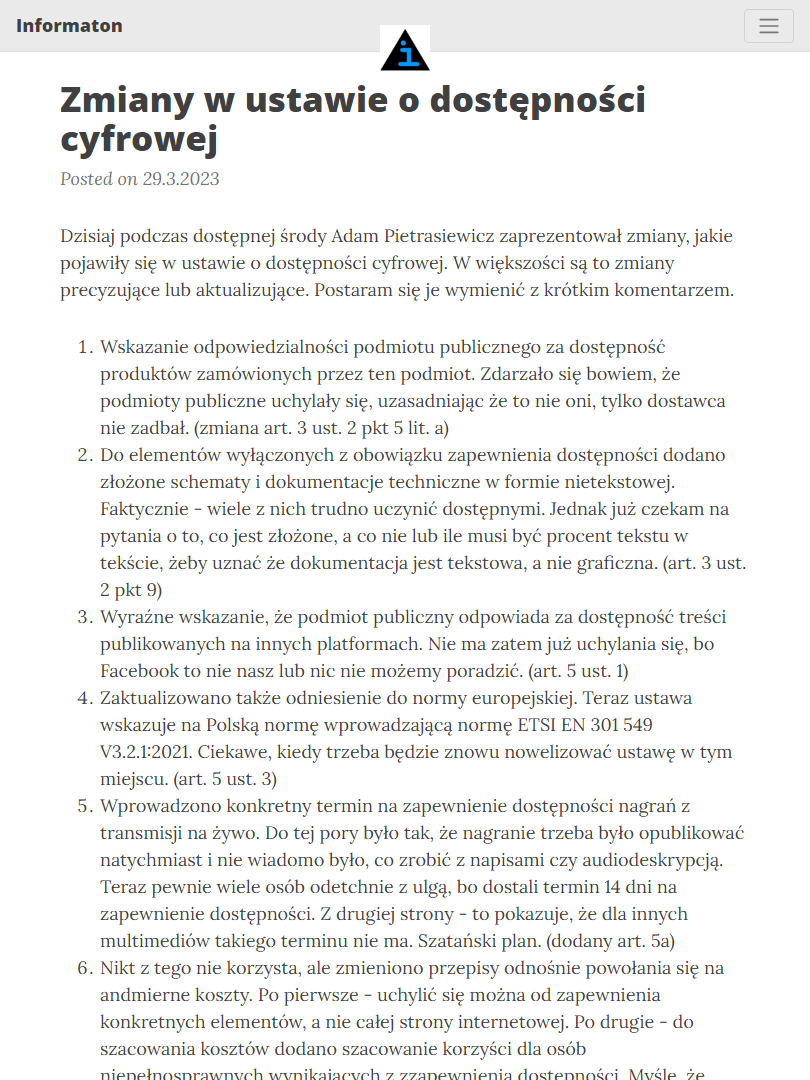 Informaton
i
Zmiany w ustawie o dostępności
cyfrowej
Posted on 29.3.2023
Dzisiaj podczas dostępnej środy Adam Pietrasiewicz zaprezentował zmiany, jakie
pojawiły się w ustawie o dostępności cyfrowej. W większości są to zmiany
precyzujące lub aktualizujące. Postaram się je wymienić z krótkim komentarzem.
1. Wskazanie odpowiedzialności podmiotu publicznego za dostępność
produktów zamówionych przez ten podmiot. Zdarzało się bowiem, że
podmioty publiczne uchylały się, uzasadniając że to nie oni, tylko dostawca
nie zadbał. (zmiana art. 3 ust. 2 pkt 5 lit. a)
2. Do elementów wyłączonych z obowiązku zapewnienia dostępności dodano
złożone schematy i dokumentacje techniczne w formie nietekstowej.
Faktycznie - wiele z nich trudno uczynić dostępnymi. Jednak już czekam na
pytania o to, co jest złożone, a co nie lub ile musi być procent tekstu w
tekście, żeby uznać że dokumentacja jest tekstowa, a nie graficzna. (art. 3 ust.
2 pkt 9)
3. Wyraźne wskazanie, że podmiot publiczny odpowiada za dostępność treści
publikowanych na innych platformach. Nie ma zatem już uchylania się, bo
Facebook to nie nasz lub nic nie możemy poradzić. (art. 5 ust. 1)
4. Zaktualizowano także odniesienie do normy europejskiej. Teraz ustawa
wskazuje na Polską normę wprowadzającą normę ETSI EN 301 549
V3.2.1:2021. Ciekawe, kiedy trzeba będzie znowu nowelizować ustawę w tym
miejscu. (art. 5 ust. 3)
5. Wprowadzono konkretny termin na zapewnienie dostępności nagrań z
transmisji na żywo. Do tej pory było tak, że nagranie trzeba było opublikować
natychmiast i nie wiadomo było, co zrobić z napisami czy audiodeskrypcją.
Teraz pewnie wiele osób odetchnie z ulgą, bo dostali termin 14 dni na
zapewnienie dostępności. Z drugiej strony - to pokazuje, że dla innych
multimediów takiego terminu nie ma. Szatański plan. (dodany art. 5a)
6. Nikt z tego nie korzysta, ale zmieniono przepisy odnośnie powołania się na
andmierne koszty. Po pierwsze - uchylić się można od zapewnienia
konkretnych elementów, a nie całej strony internetowej. Po drugie - do
szacowania kosztów dodano szacowanie korzyści dla osób
niepełnosprawnych wynikających z zzapewnienia dostępności. Myślę, że